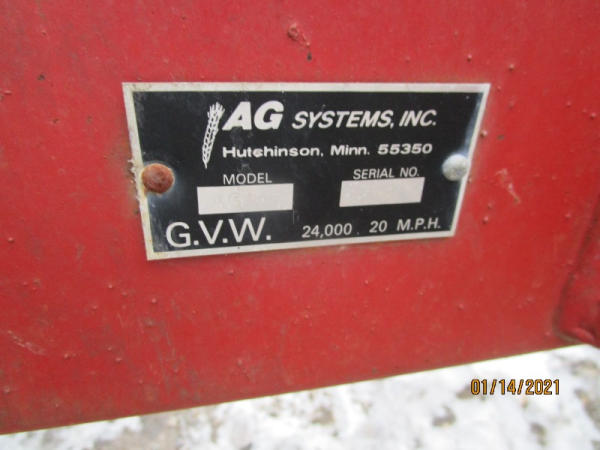 AG SYSTEMS, INC.
Hutchinson, Minn. 55350
MODEL SERIAL NO.
G.V.W. 24,000 20 M.P.H.
01/14/2021